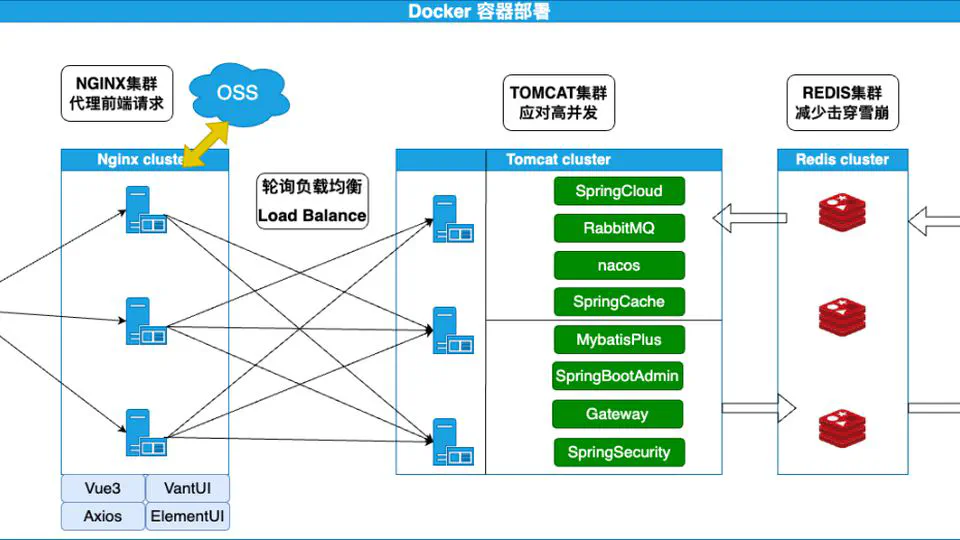 Docker 容器部署
NGINX集群
代理前端请求
OSS
TOMCAT集群
应对高并发
REDIS集群
减少击穿雪崩
Nginx cluster
轮询负载均衡
Load Balance
Tomcat cluster
SpringCloud
RabbitMQ
nacos
SpringCache
MybatisPlus
SpringBootAdmin
Gateway
SpringSecurity
Redis cluster
Vue3
VantUI
Axios
ElementUI